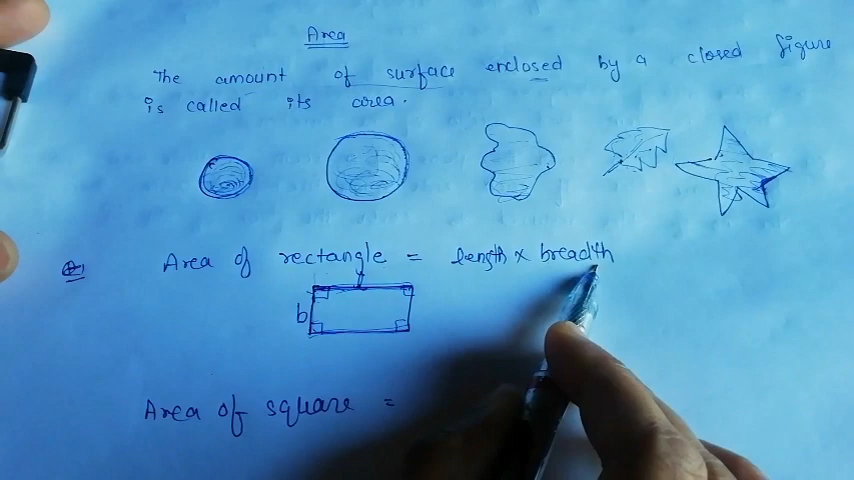 Area
The amount of surface enclosed by a closed figure
is called its area.
Area of rectangle = length x breadth
l
b
Area of square =